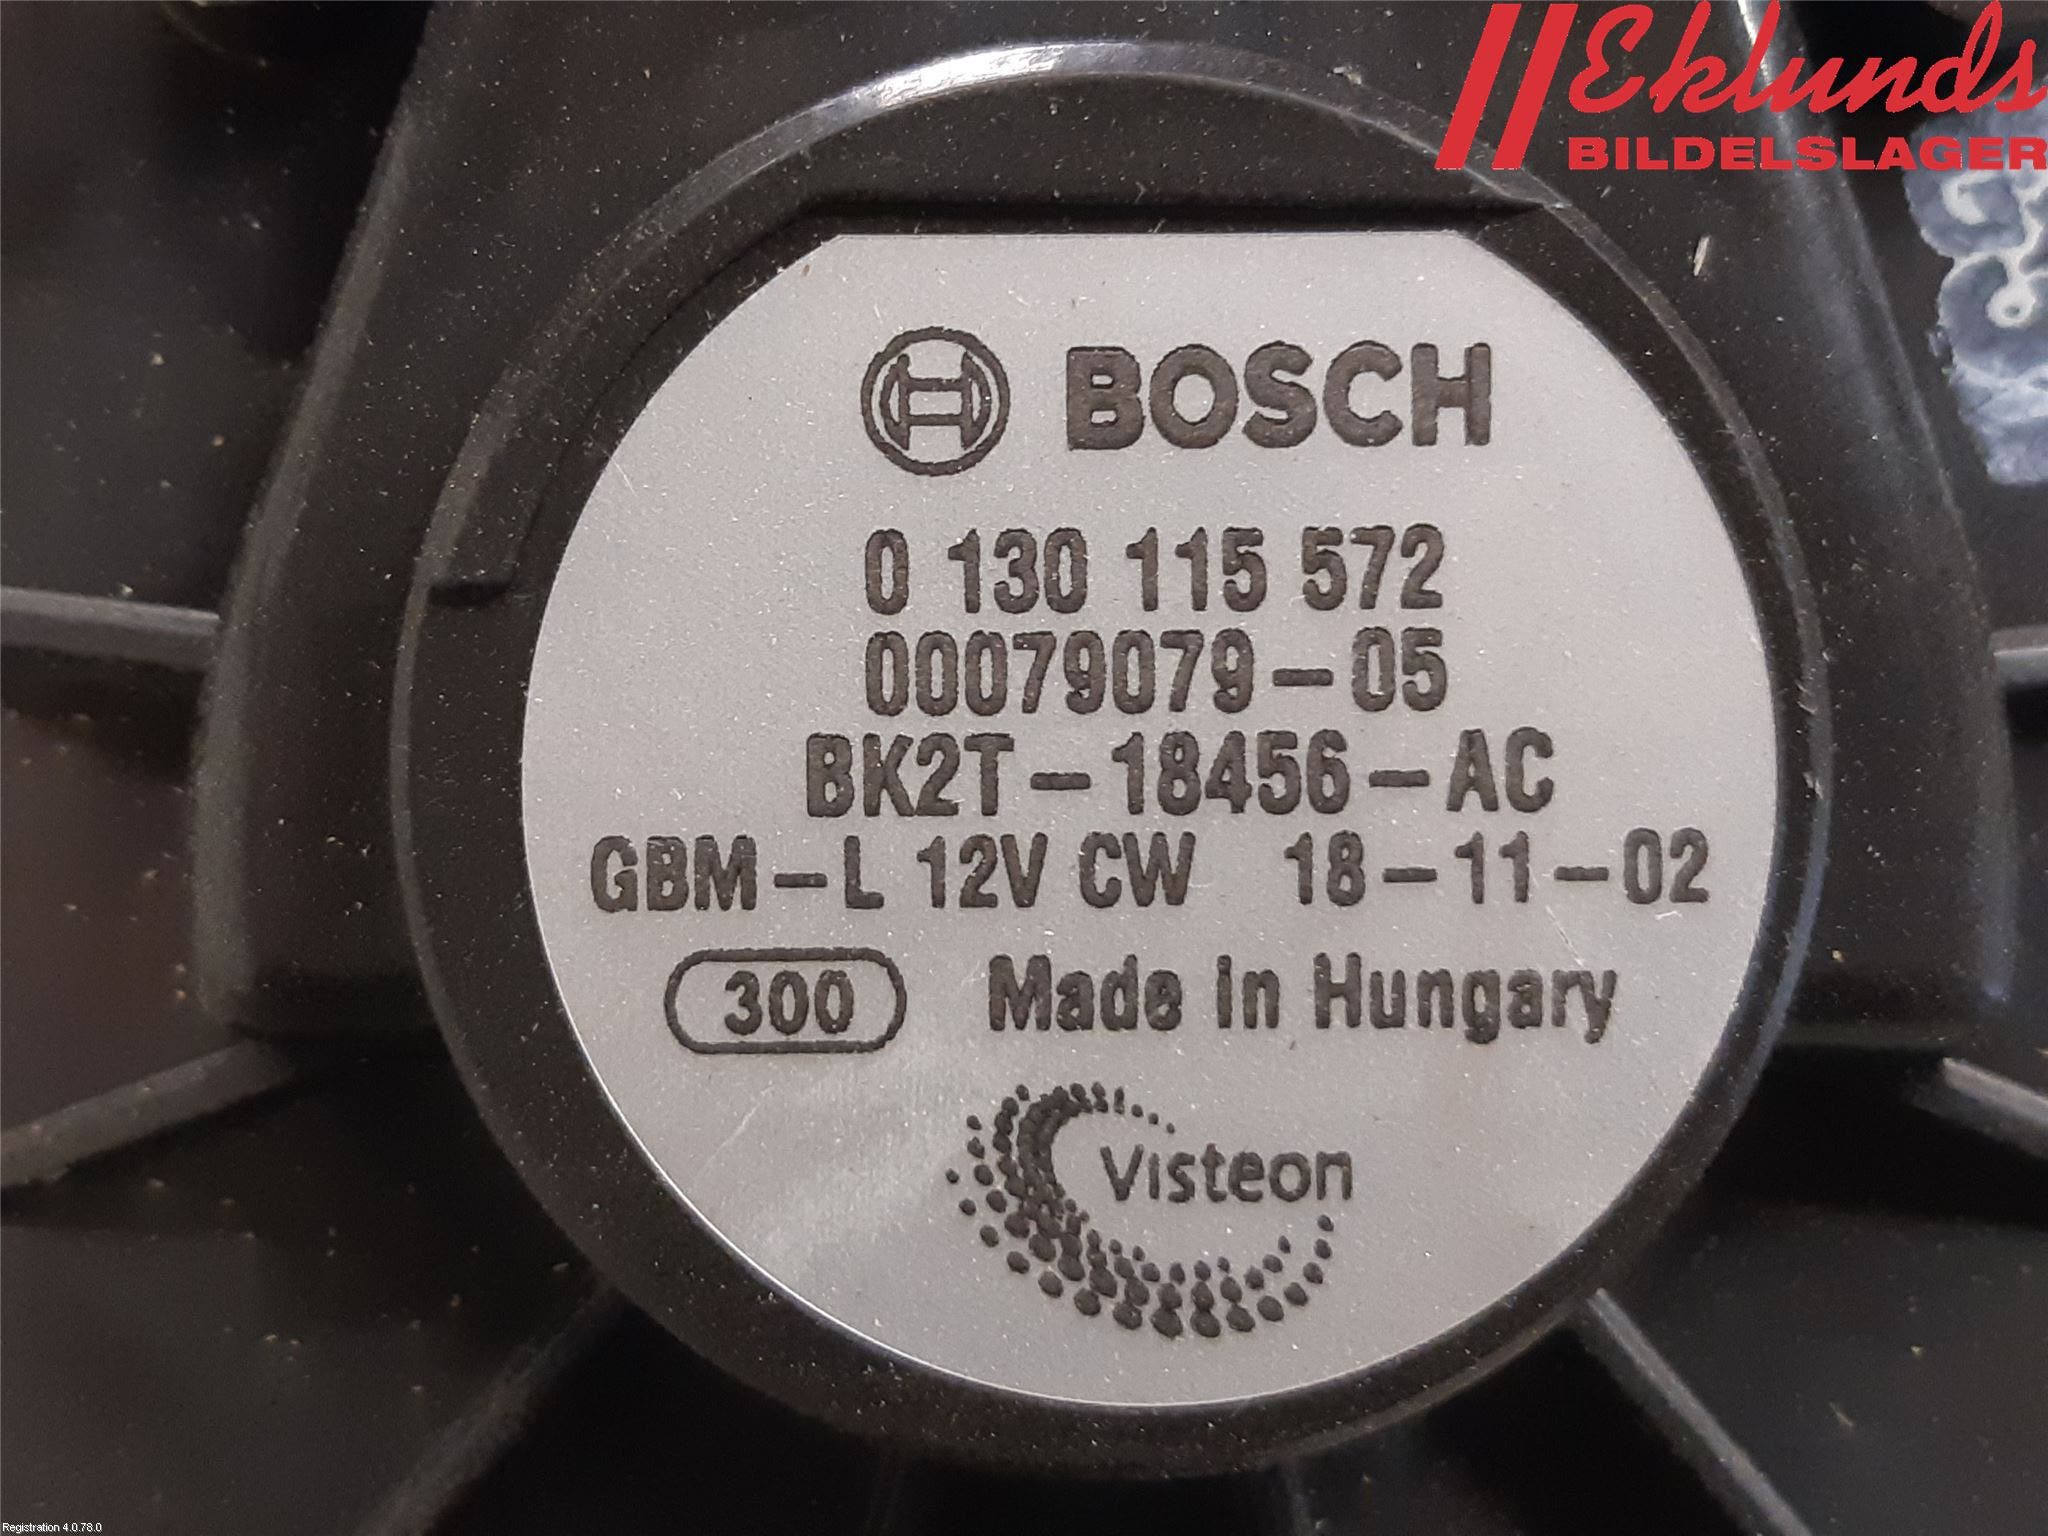 Eklunds
BILDELSLAGER
BOSCH
0 130 115 572
00079079-05
BK2T-18456-AC
GBM-L 12V CW 18-11-02
300 Made in Hungary
Visteon
Registration 4.0.78.0